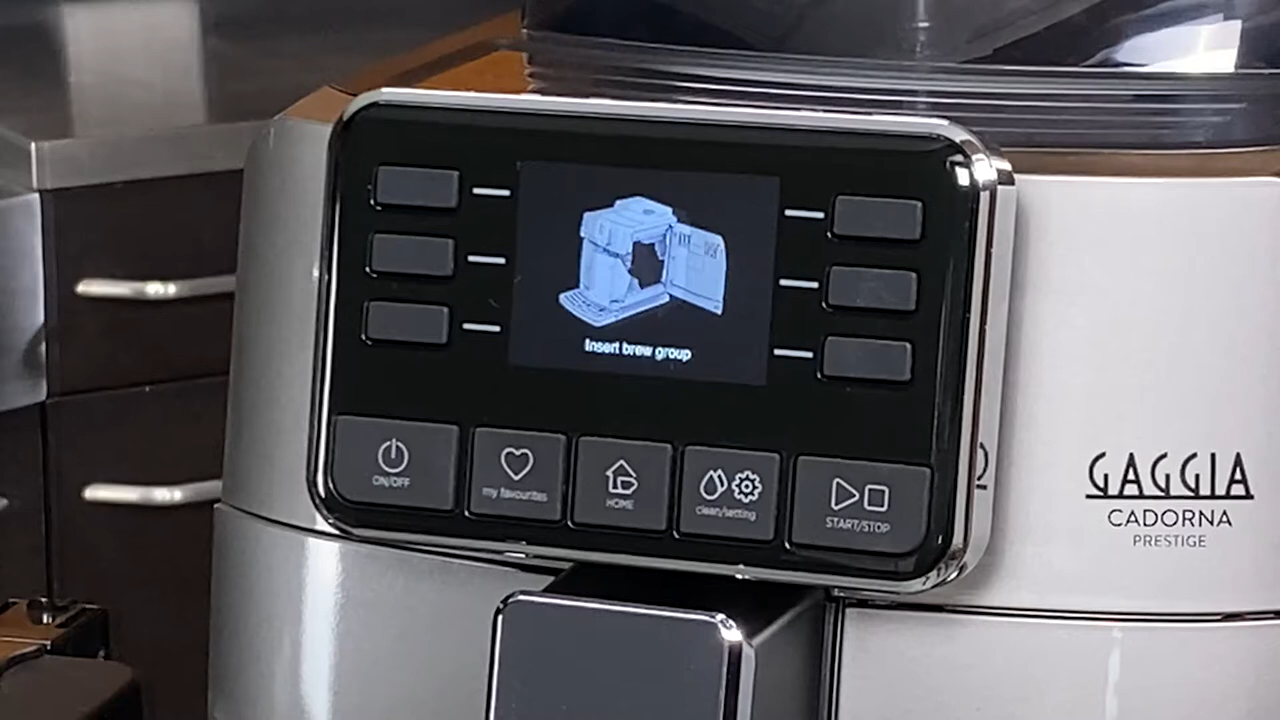 Insert brew group
ON/OFF
my favourites
HOME
clean/setting
START/STOP
GAGGIA
CADORNA
PRESTIGE